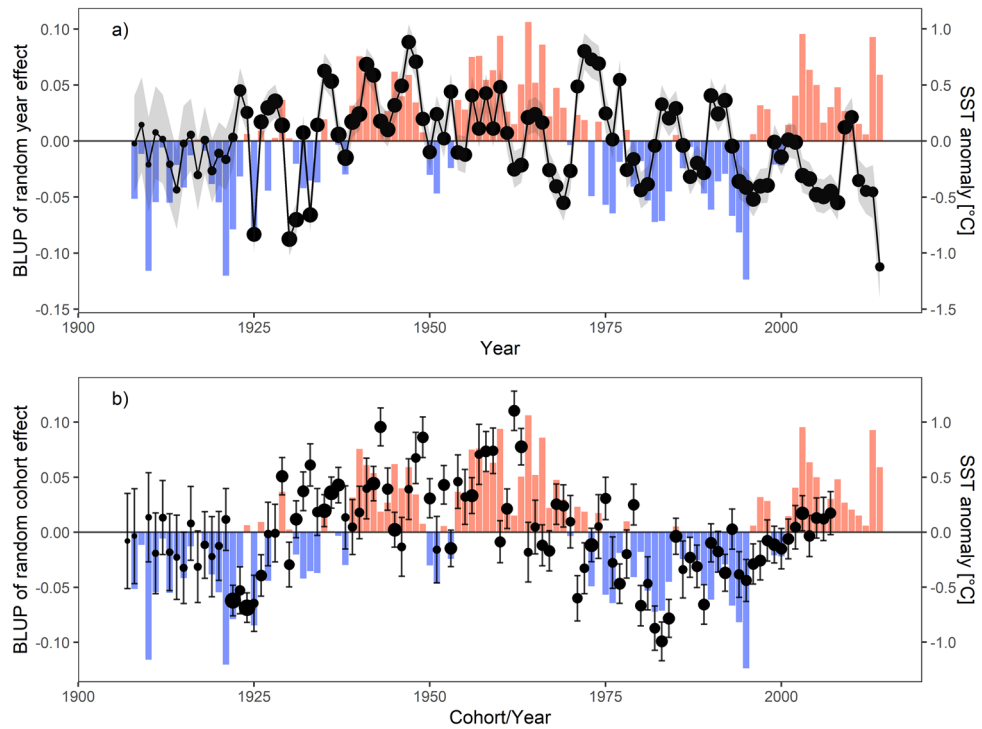 a)
BLUP of random year effect
0.10
0.05
0.00
-0.05
-0.10
-0.15
1.0
0.5
0.0
-0.5
-1.0
-1.5
SST anomaly [°C]
1900 1925 1950 1975 2000
Year
b)
BLUP of random cohort effect
0.10
0.05
0.00
-0.05
-0.10
1.0
0.5
0.0
-0.5
-1.0
SST anomaly [°C]
1900 1925 1950 1975 2000
Cohort/Year